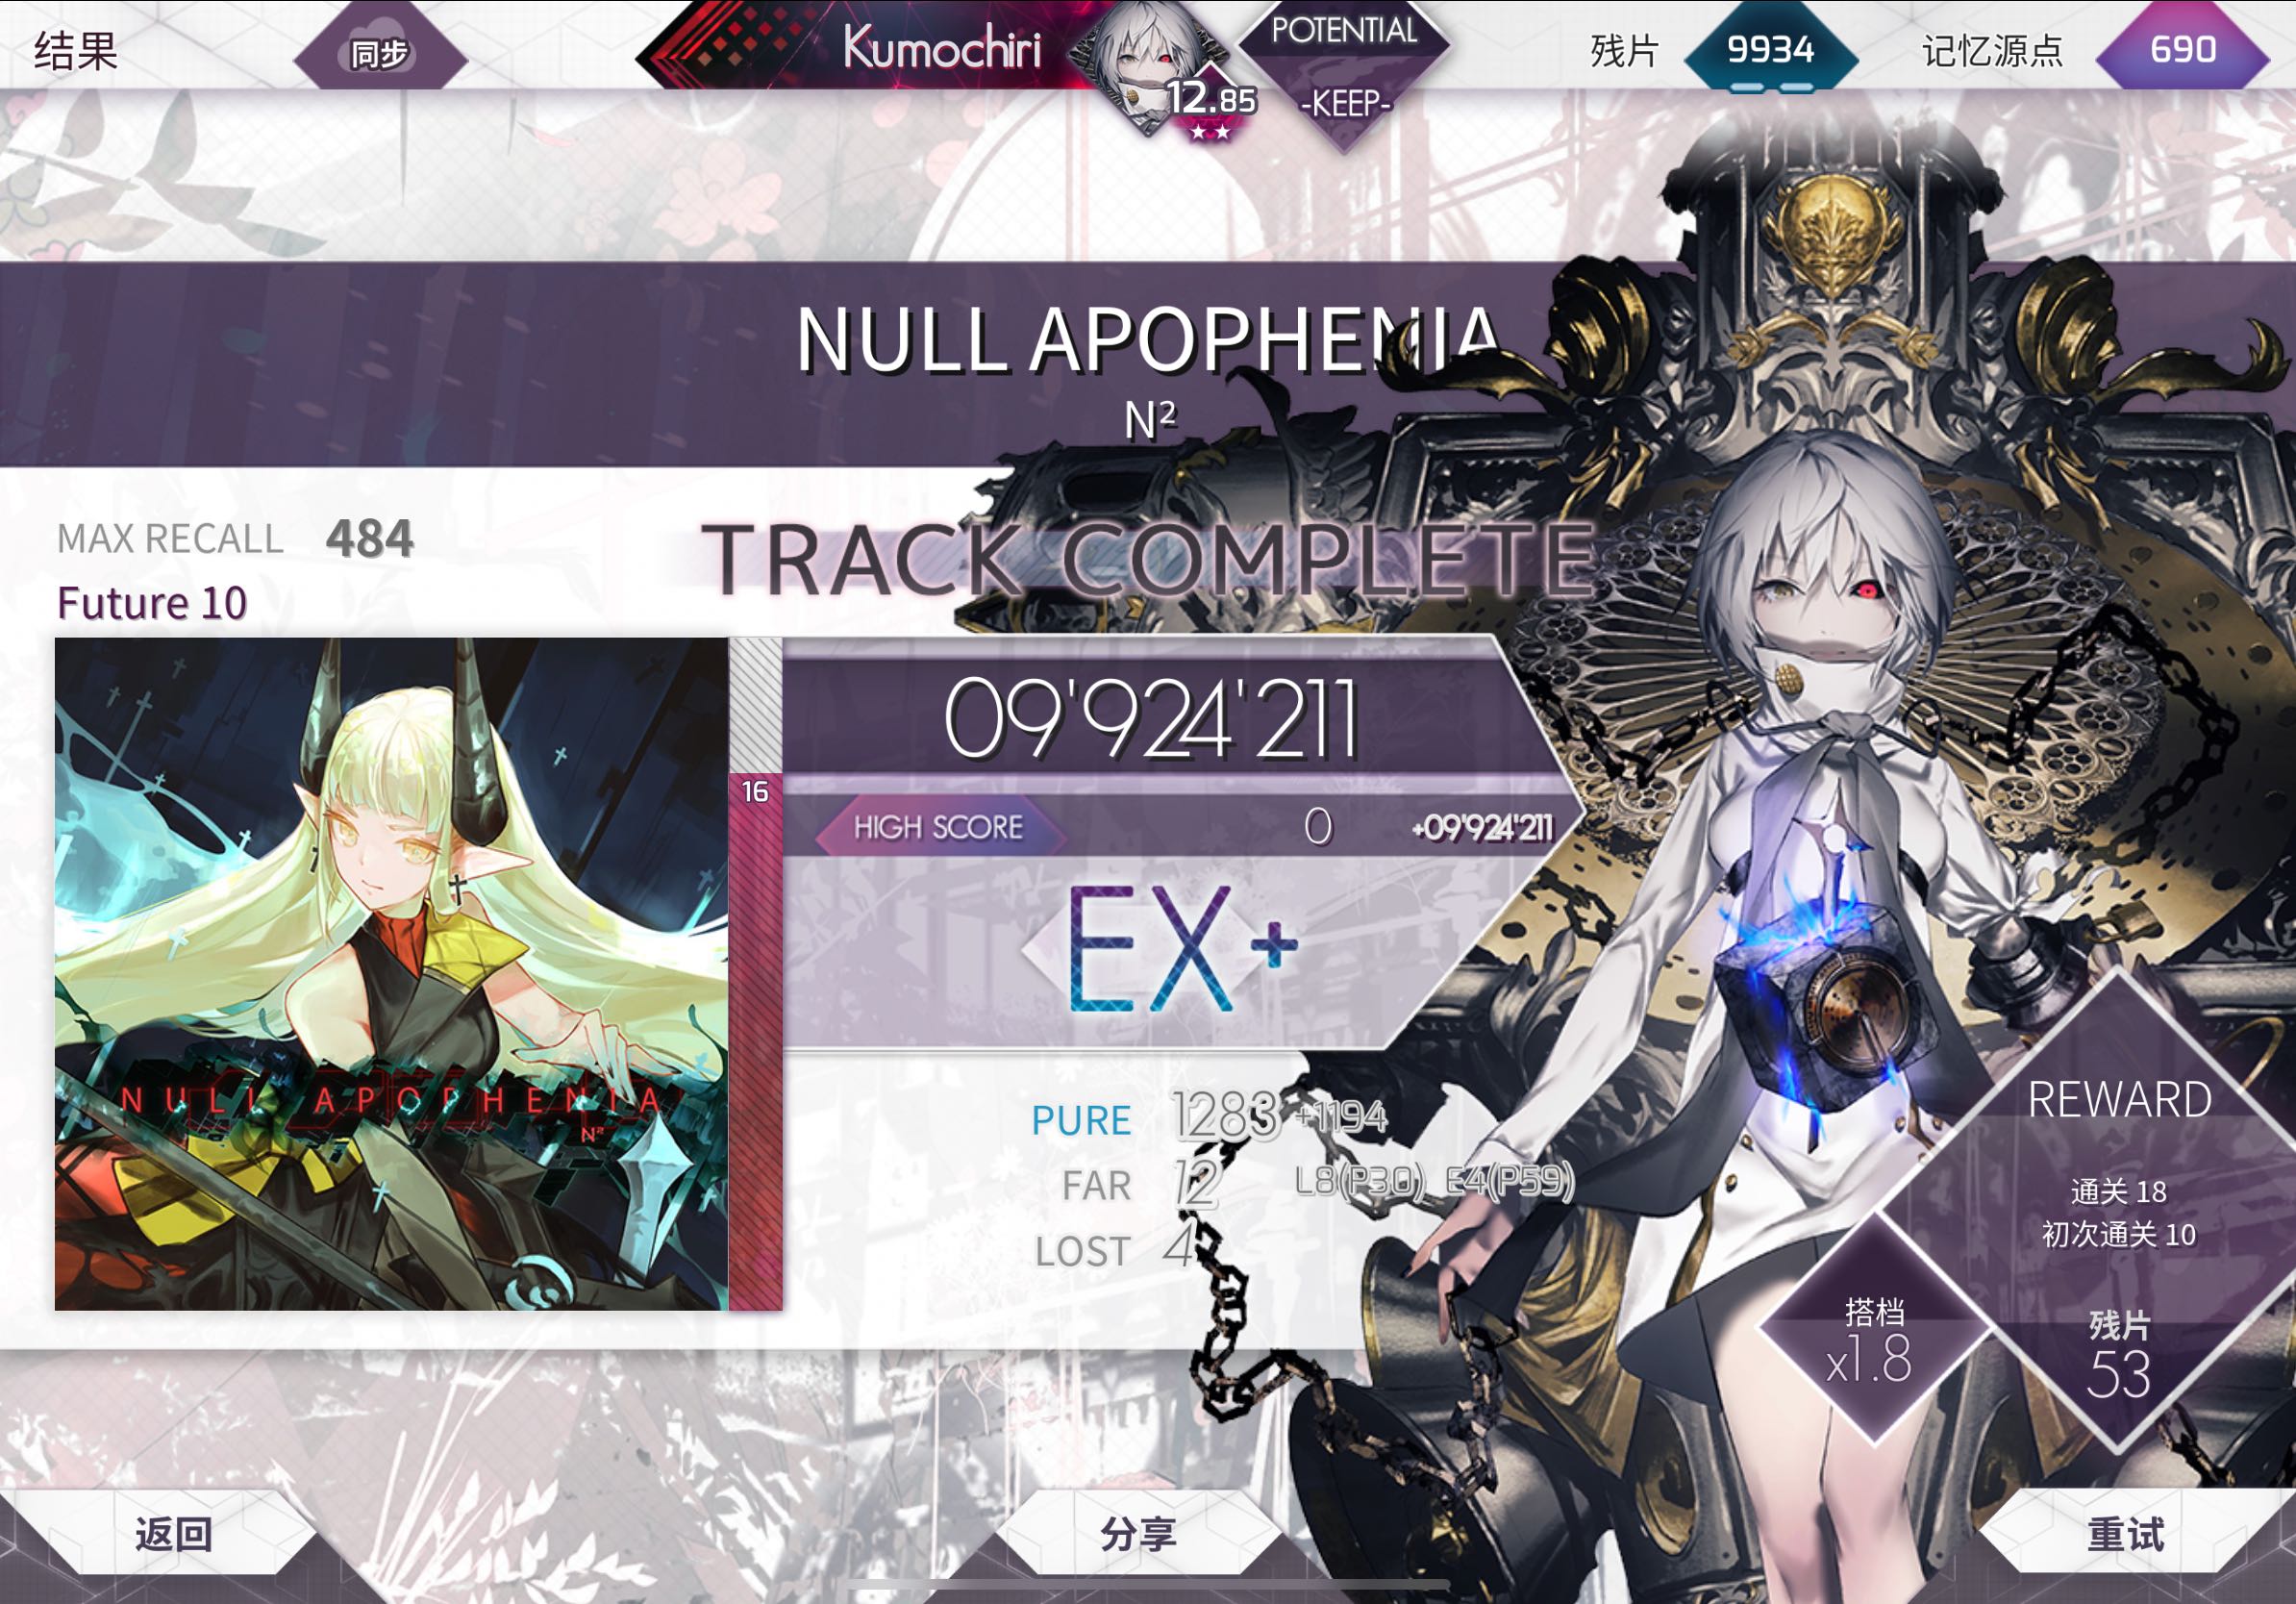 结果
同步
Kumochiri
12.85
POTENTIAL
-KEEP-
残片 9934
记忆源点 690
NULL APOPHENIA
N²
MAX RECALL 484
Future 10
TRACK COMPLETE
16
09'924'211
HIGH SCORE 0 +09'924'211
EX+
NULL APOPHENIA
N²
PURE 1283 +1194
FAR 12 L8(P30) E4(P59)
LOST 4
REWARD
通关 18
初次通关 10
搭档
x1.8
残片
53
返回
分享
重试